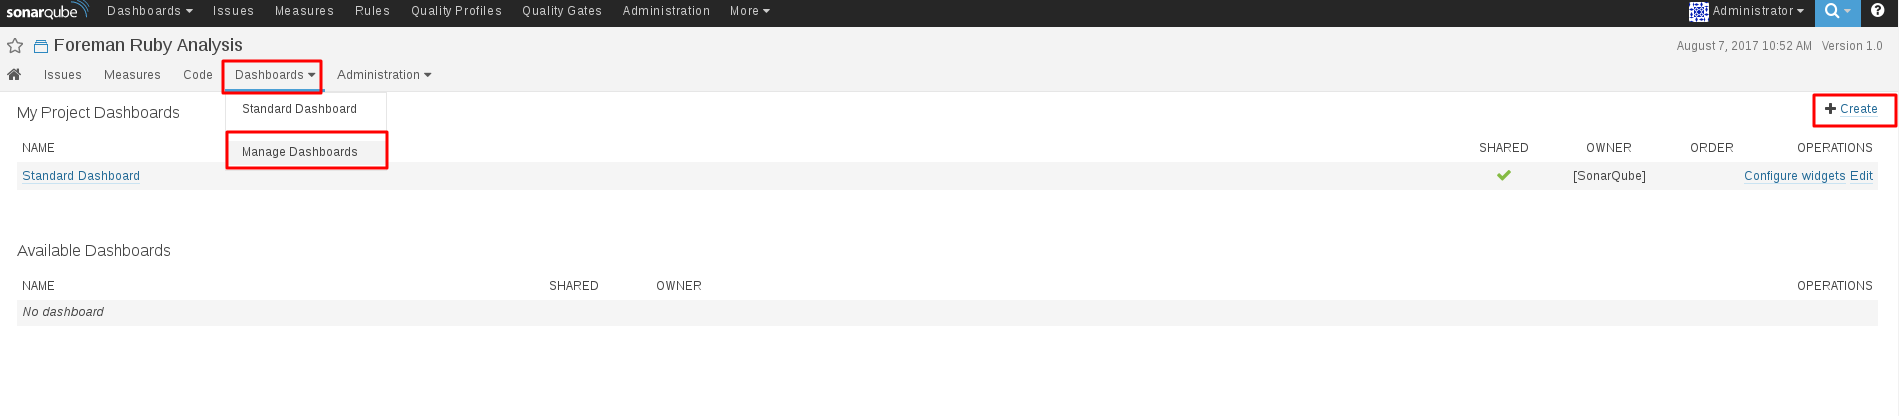 sonarqube Dashboards Issues Measures Rules Quality Profiles Quality Gates Administration More Administrator
Foreman Ruby Analysis August 7, 2017 10:52 AM Version 1.0
Issues Measures Code Dashboards Administration
Standard Dashboard
Manage Dashboards
My Project Dashboards Create
NAME SHARED OWNER ORDER OPERATIONS
Standard Dashboard [SonarQube] Configure widgets Edit
Available Dashboards
NAME SHARED OWNER OPERATIONS
No dashboard